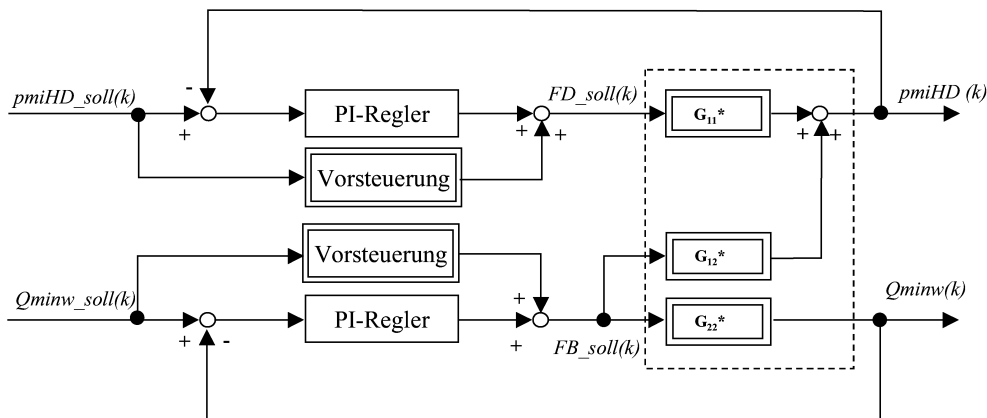 -
pmiHD_soll(k)
FD_soll(k)
pmiHD (k)
PI-Regler
G11*
+
+
+
+
+
Vorsteuerung
Vorsteuerung
G12*
Qminw_soll(k)
Qminw(k)
+
PI-Regler
G22*
+
-
+
FB_soll(k)